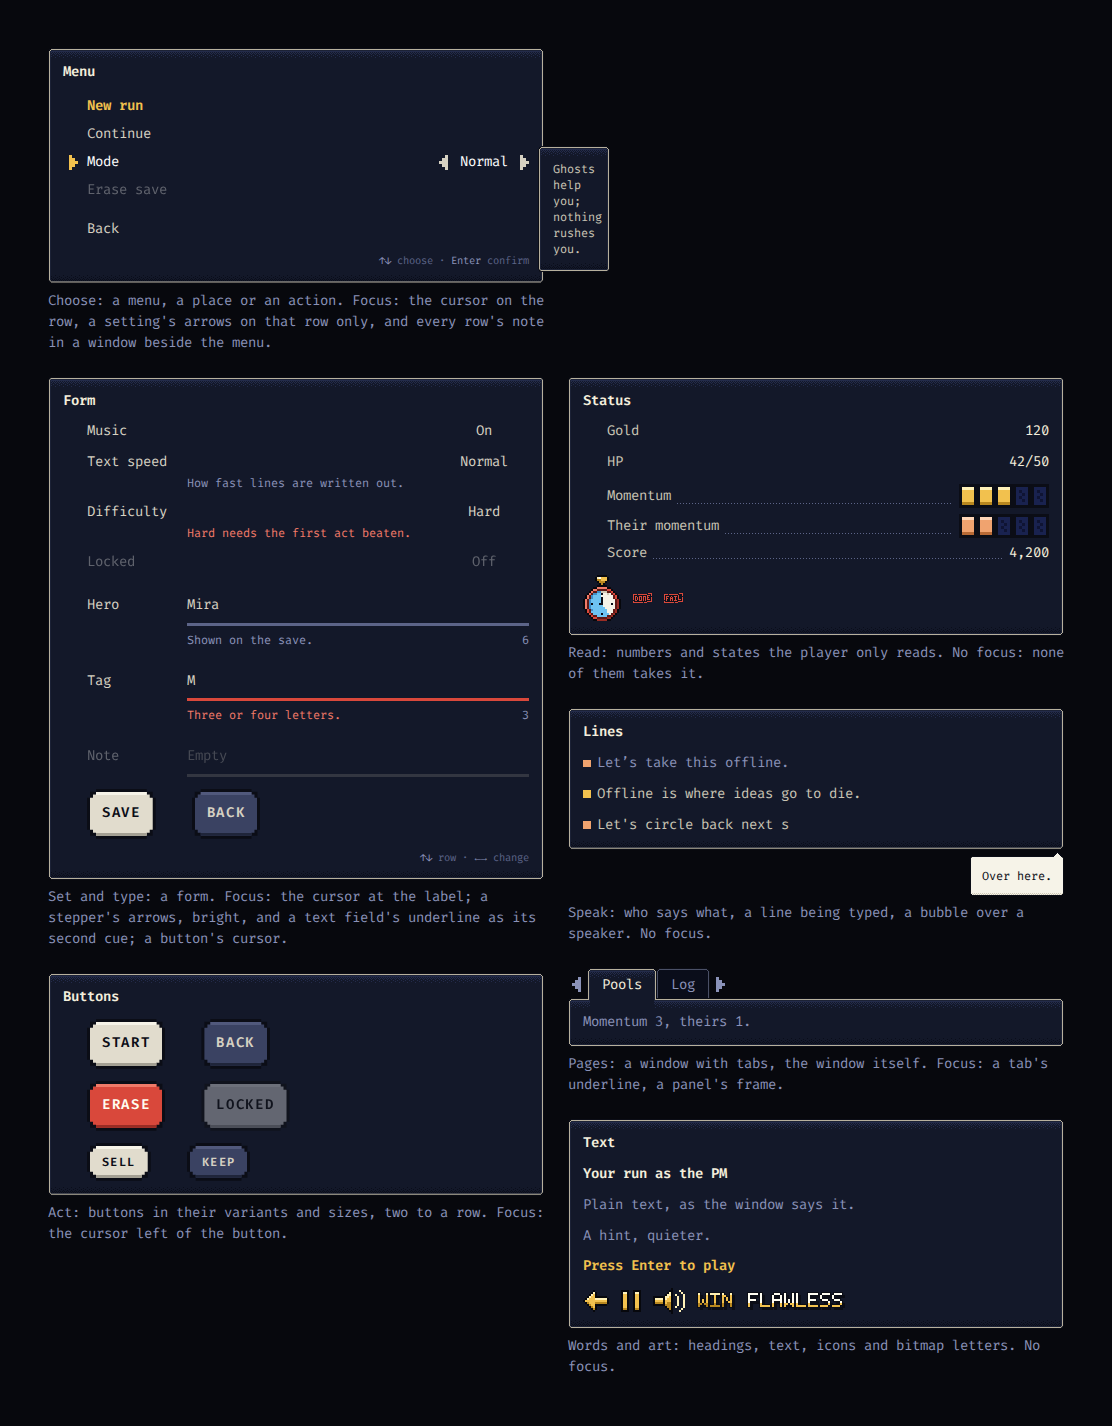 Menu
New run
Continue
Mode
Normal
Erase save
Back
↑↓ choose · Enter confirm
Ghosts
help
you;
nothing
rushes
you.
Choose: a menu, a place or an action. Focus: the cursor on the
row, a setting's arrows on that row only, and every row's note
in a window beside the menu.
Form
Music On
Text speed Normal
How fast lines are written out.
Difficulty Hard
Hard needs the first act beaten.
Locked Off
Hero Mira
Shown on the save. 6
Tag M
Three or four letters. 3
Note Empty
SAVE BACK
↑↓ row · ←→ change
Set and type: a form. Focus: the cursor at the label; a
stepper's arrows, bright, and a text field's underline as its
second cue; a button's cursor.
Buttons
START BACK
ERASE LOCKED
SELL KEEP
Act: buttons in their variants and sizes, two to a row. Focus:
the cursor left of the button.
Status
Gold 120
HP 42/50
Momentum
Their momentum
Score 4,200
DONE FAIL
Read: numbers and states the player only reads. No focus: none
of them takes it.
Lines
Let’s take this offline.
Offline is where ideas go to die.
Let's circle back next s
Over here.
Speak: who says what, a line being typed, a bubble over a
speaker. No focus.
Pools Log
Momentum 3, theirs 1.
Pages: a window with tabs, the window itself. Focus: a tab's
underline, a panel's frame.
Text
Your run as the PM
Plain text, as the window says it.
A hint, quieter.
Press Enter to play
WIN FLAWLESS
Words and art: headings, text, icons and bitmap letters. No
focus.